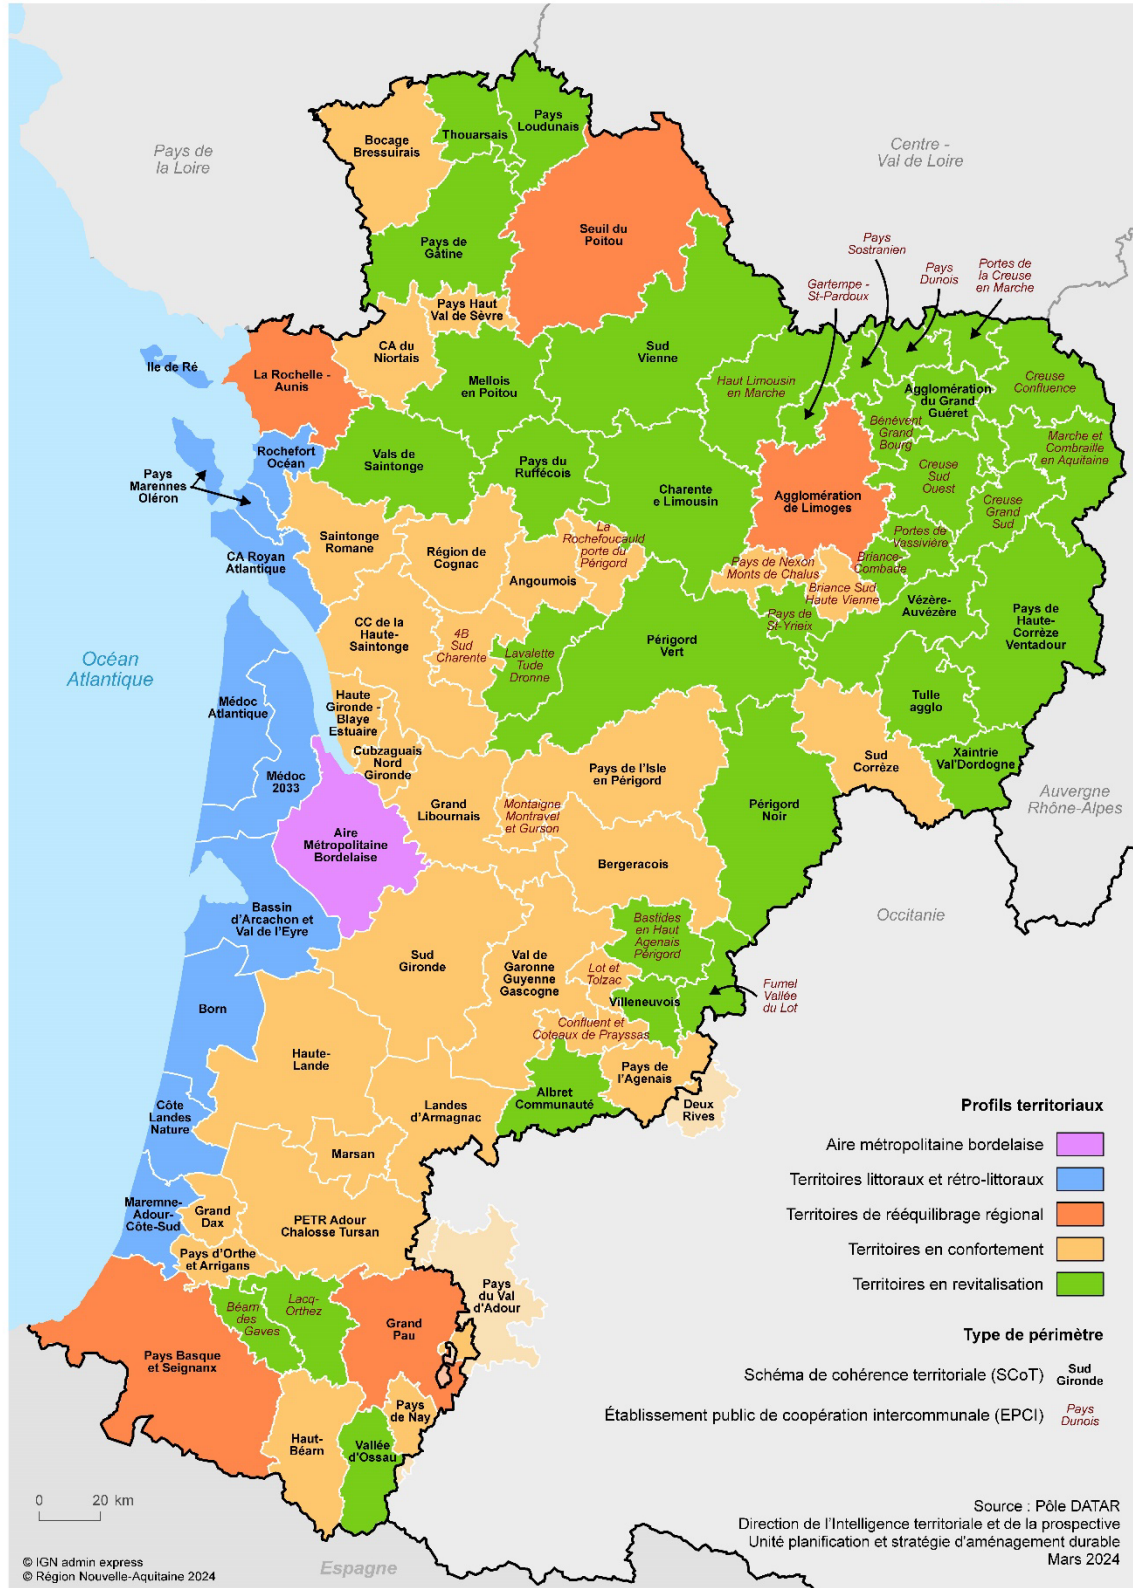 Pays de
la Loire
Centre -
Val de Loire
Bocage
Bressuirais
Thouarsais
Pays
Loudunais
Seuil du
Poitou
Pays de
Gâtine
Pays Haut
Val de Sèvre
CA du
Niortais
Pays
Sostranien
Pays
Dunois
Portes de
la Creuse
en Marche
Gartempe -
St-Pardoux
Ile de Ré
La Rochelle -
Aunis
Mellois
en Poitou
Sud
Vienne
Haut Limousin
en Marche
Agglomération
du Grand
Guéret
Creuse
Confluence
Bénévent
Grand
Bourg
Marche et
Combraille
en Aquitaine
Rochefort
Océan
Vals de
Saintonge
Pays du
Ruffécois
Charente
e Limousin
Agglomération
de Limoges
Creuse
Sud
Ouest
Creuse
Grand
Sud
Pays
Marennes
Oléron
CA Royan
Atlantique
Saintonge
Romane
Région de
Cognac
Angoumois
La
Rochefoucauld
porte du
Périgord
Pays de Nexon
Monts de Chalus
Briance Sud
Haute Vienne
Briance-
Combade
Portes de
Vassivière
Vézère-
Auvézère
Pays de
Haute-
Corrèze
Ventadour
CC de la
Haute-
Saintonge
4B
Sud
Charente
Lavalette
Tude
Dronne
Périgord
Vert
Pays de
St-Yrieix
Océan
Atlantique
Médoc
Atlantique
Haute
Gironde -
Blaye
Estuaire
Cubzaguais
Nord
Gironde
Tulle
agglo
Sud
Corrèze
Xaintrie
Val'Dordogne
Médoc
2033
Pays de l'Isle
en Périgord
Périgord
Noir
Auvergne
Rhône-Alpes
Grand
Libournais
Montaigne
Montravel
et Gurson
Aire
Métropolitaine
Bordelaise
Bergeracois
Bassin
d'Arcachon et
Val de l'Eyre
Occitanie
Bastides
en Haut
Agenais
Périgord
Sud
Gironde
Val de
Garonne
Guyenne
Gascogne
Lot et
Tolzac
Villeneuvois
Fumel
Vallée
du Lot
Born
Confluent et
Coteaux de Prayssas
Haute-
Lande
Pays de
l'Agenais
Albret
Communauté
Deux
Rives
Côte
Landes
Nature
Landes
d'Armagnac
Marsan
Maremne-
Adour-
Côte-Sud
Grand
Dax
PETR Adour
Chalosse Tursan
Pays d'Orthe
et Arrigans
Pays
du Val
d'Adour
Béarn
des
Gaves
Lacq-
Orthez
Grand
Pau
Pays Basque
et Seignanx
Pays
de Nay
Haut-
Béarn
Vallée
d'Ossau
Espagne
Profils territoriaux
Aire métropolitaine bordelaise
Territoires littoraux et rétro-littoraux
Territoires de rééquilibrage régional
Territoires en confortement
Territoires en revitalisation
Type de périmètre
Schéma de cohérence territoriale (SCoT) Sud
Gironde
Établissement public de coopération intercommunale (EPCI) Pays
Dunois
0 20 km
Source : Pôle DATAR
Direction de l'Intelligence territoriale et de la prospective
Unité planification et stratégie d'aménagement durable
Mars 2024
© IGN admin express
© Région Nouvelle-Aquitaine 2024